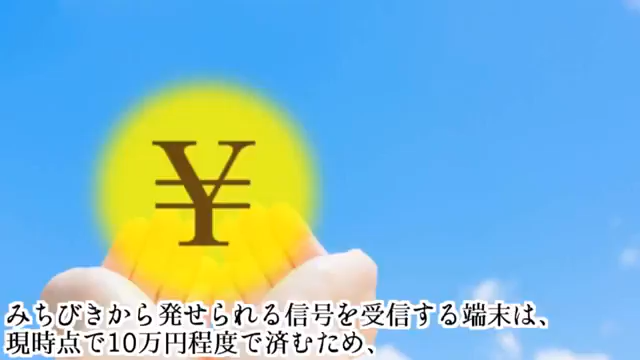 ¥
みちびきから発せられる信号を受信する端末は、
現時点で10万円程度で済むため、